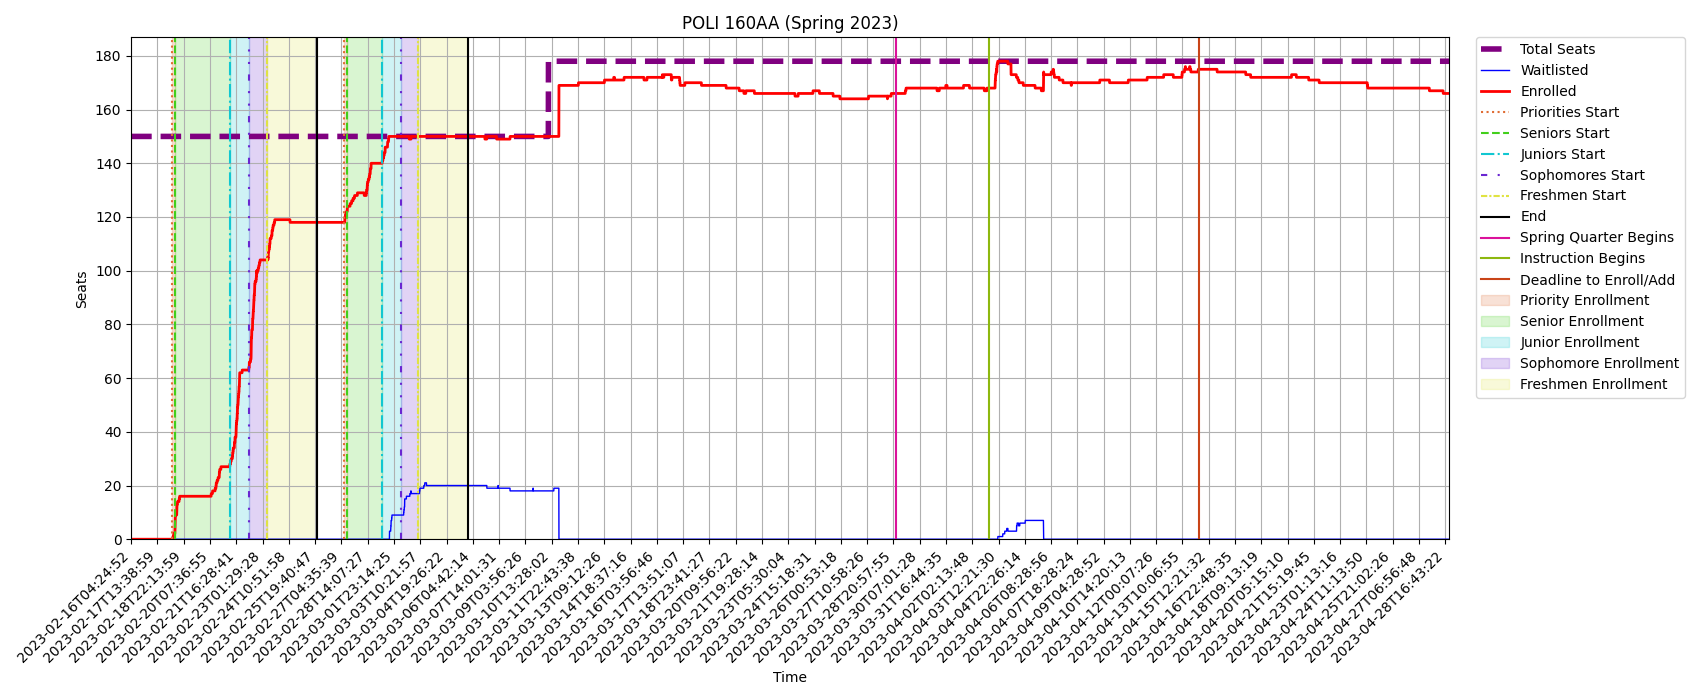 POLI 160AA (Spring 2023)
180
160
140
120
100
80
60
40
20
0
Seats
2023-02-16T04:24:52
2023-02-17T13:38:59
2023-02-18T22:13:59
2023-02-20T07:36:55
2023-02-21T16:28:41
2023-02-23T01:29:28
2023-02-24T10:51:58
2023-02-25T19:40:47
2023-02-27T04:35:39
2023-02-28T14:07:27
2023-03-01T23:14:25
2023-03-03T10:21:57
2023-03-04T19:26:22
2023-03-06T04:42:14
2023-03-07T14:01:31
2023-03-09T03:56:26
2023-03-10T13:28:02
2023-03-11T22:43:38
2023-03-13T09:12:26
2023-03-14T18:37:16
2023-03-16T03:56:46
2023-03-17T13:51:07
2023-03-18T23:41:27
2023-03-20T09:56:22
2023-03-21T19:28:14
2023-03-23T05:30:04
2023-03-24T15:18:31
2023-03-26T00:53:18
2023-03-27T10:58:26
2023-03-28T20:57:55
2023-03-30T07:01:28
2023-03-31T16:44:35
2023-04-02T02:13:48
2023-04-03T12:21:30
2023-04-04T22:26:14
2023-04-06T08:28:56
2023-04-07T18:28:24
2023-04-09T04:28:52
2023-04-10T14:20:13
2023-04-12T00:07:26
2023-04-13T10:06:55
2023-04-15T12:21:32
2023-04-16T22:48:35
2023-04-18T09:13:19
2023-04-20T05:15:10
2023-04-21T15:19:45
2023-04-23T01:13:16
2023-04-24T11:13:50
2023-04-25T21:02:26
2023-04-27T06:56:48
2023-04-28T16:43:22
Time
Total Seats
Waitlisted
Enrolled
Priorities Start
Seniors Start
Juniors Start
Sophomores Start
Freshmen Start
End
Spring Quarter Begins
Instruction Begins
Deadline to Enroll/Add
Priority Enrollment
Senior Enrollment
Junior Enrollment
Sophomore Enrollment
Freshmen Enrollment